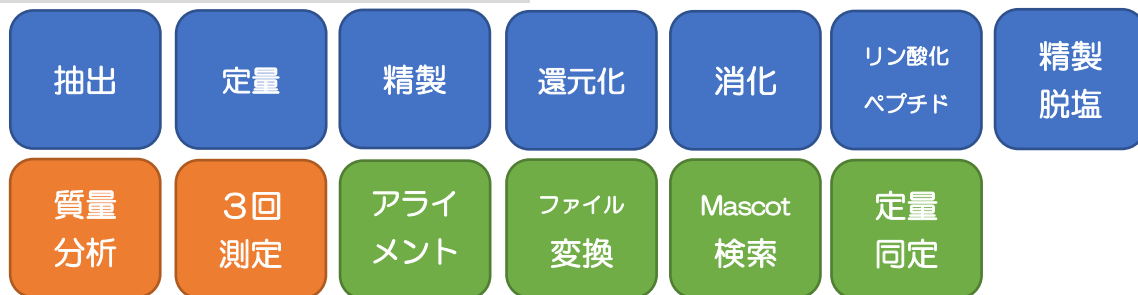 抽出
定量
精製
還元化
消化
リン酸化
ペプチド
精製
脱塩
質量
分析
３回
測定
アライ
メント
ファイル
変換
Mascot
検索
定量
同定